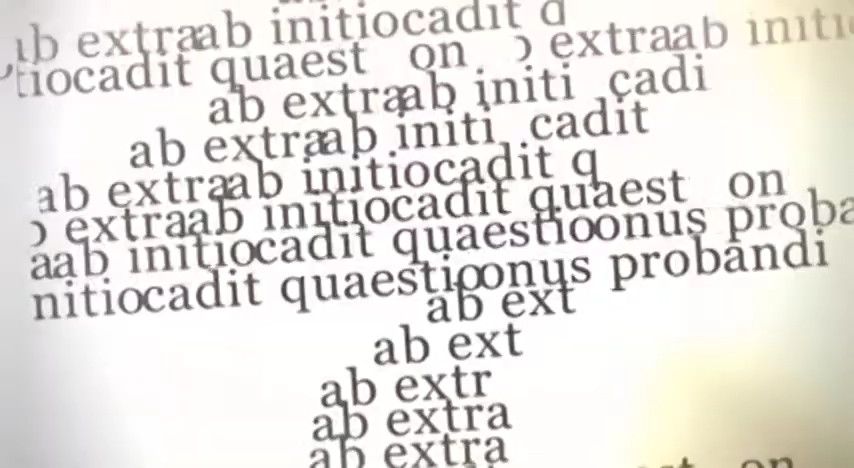 ab extraab initiocadit q
tiocadit quaest on ɔ extraab initi
ab extraab initi cadi
ab extraab initi cadit
ab extraab initiocadit q
ɔ extraab initiocadit quaest on
aab initiocadit quaestioonus proba
nitiocadit quaestioonus probandi
ab ext
ab ext
ab extr
ab extra
ab extra
on